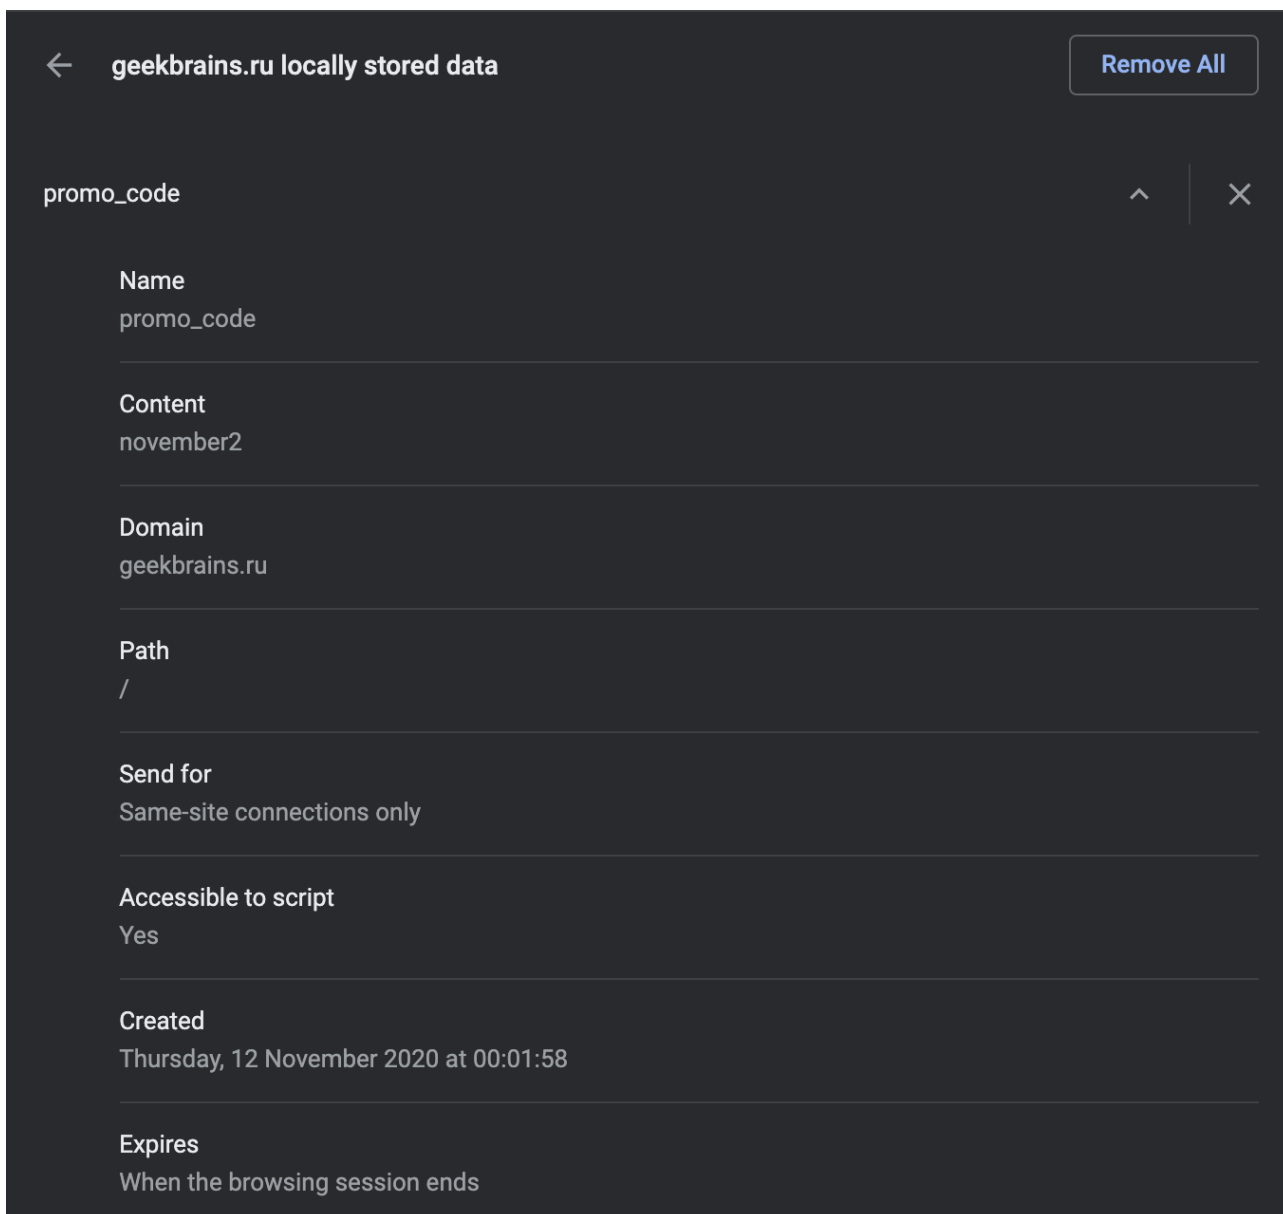 geekbrains.ru locally stored data
Remove All
promo_code
Name
promo_code
Content
november2
Domain
geekbrains.ru
Path
/
Send for
Same-site connections only
Accessible to script
Yes
Created
Thursday, 12 November 2020 at 00:01:58
Expires
When the browsing session ends